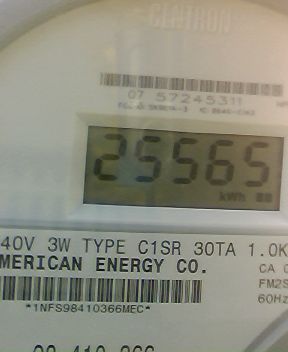 CENTRON
07 57245311
25565
kWh
40V 3W TYPE C1SR 30TA 1.0K
MERICAN ENERGY CO.
CA 0
FM2S
60Hz
*1NFS98410366MEC*